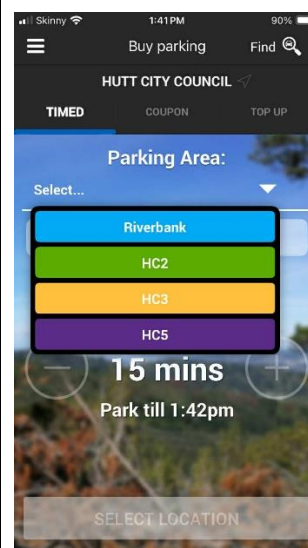 Skinny 1:41PM 90%
Buy parking Find
HUTT CITY COUNCIL
TIMED COUPON TOP UP
Parking Area:
Select...
Riverbank
HC2
HC3
HC5
15 mins
Park till 1:42pm
SELECT LOCATION